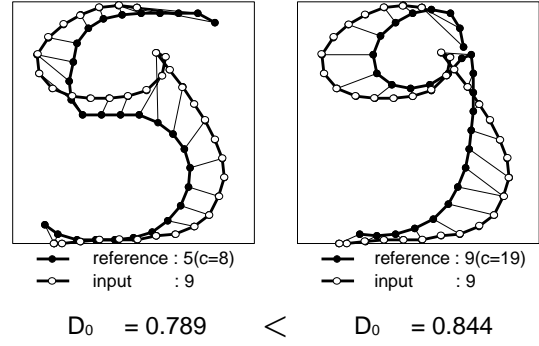 reference : 5(c=8)
input : 9
reference : 9(c=19)
input : 9
D₀ = 0.789 < D₀ = 0.844